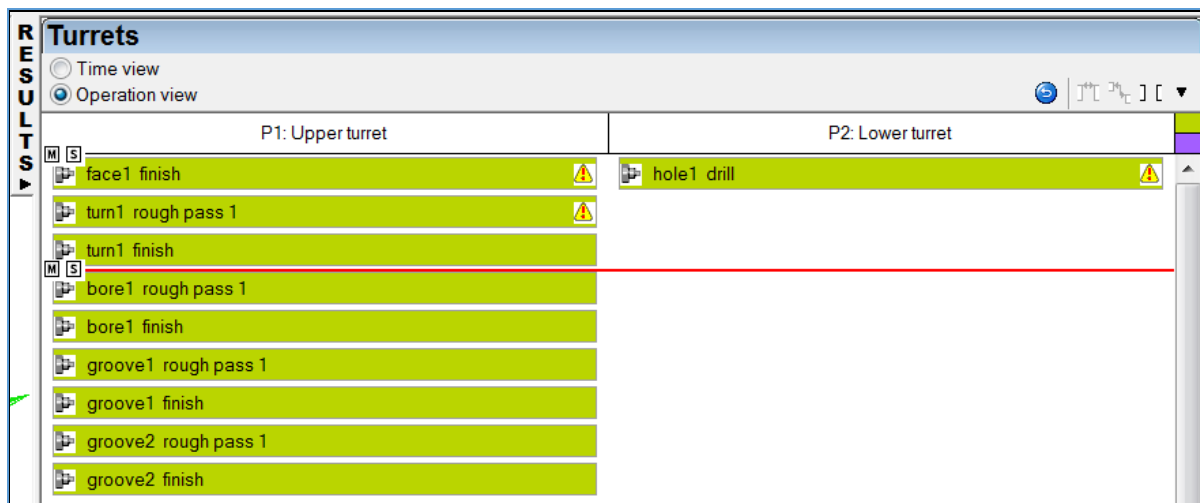 RESULTS
Turrets
Time view
Operation view
P1: Upper turret
P2: Lower turret
M S
face1 finish
hole1 drill
turn1 rough pass 1
turn1 finish
M S
bore1 rough pass 1
bore1 finish
groove1 rough pass 1
groove1 finish
groove2 rough pass 1
groove2 finish